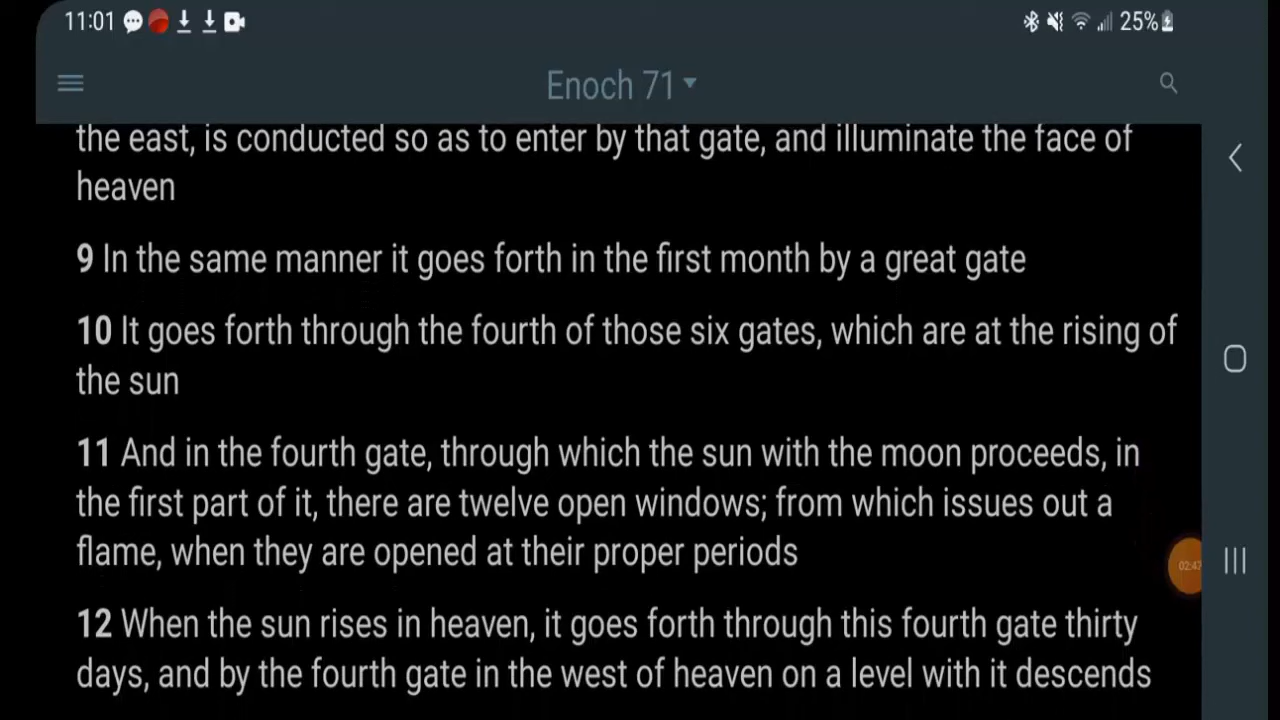 11:01 25%
Enoch 71
the east, is conducted so as to enter by that gate, and illuminate the face of
heaven
9 In the same manner it goes forth in the first month by a great gate
10 It goes forth through the fourth of those six gates, which are at the rising of
the sun
11 And in the fourth gate, through which the sun with the moon proceeds, in
the first part of it, there are twelve open windows; from which issues out a
flame, when they are opened at their proper periods
02:47
12 When the sun rises in heaven, it goes forth through this fourth gate thirty
days, and by the fourth gate in the west of heaven on a level with it descends